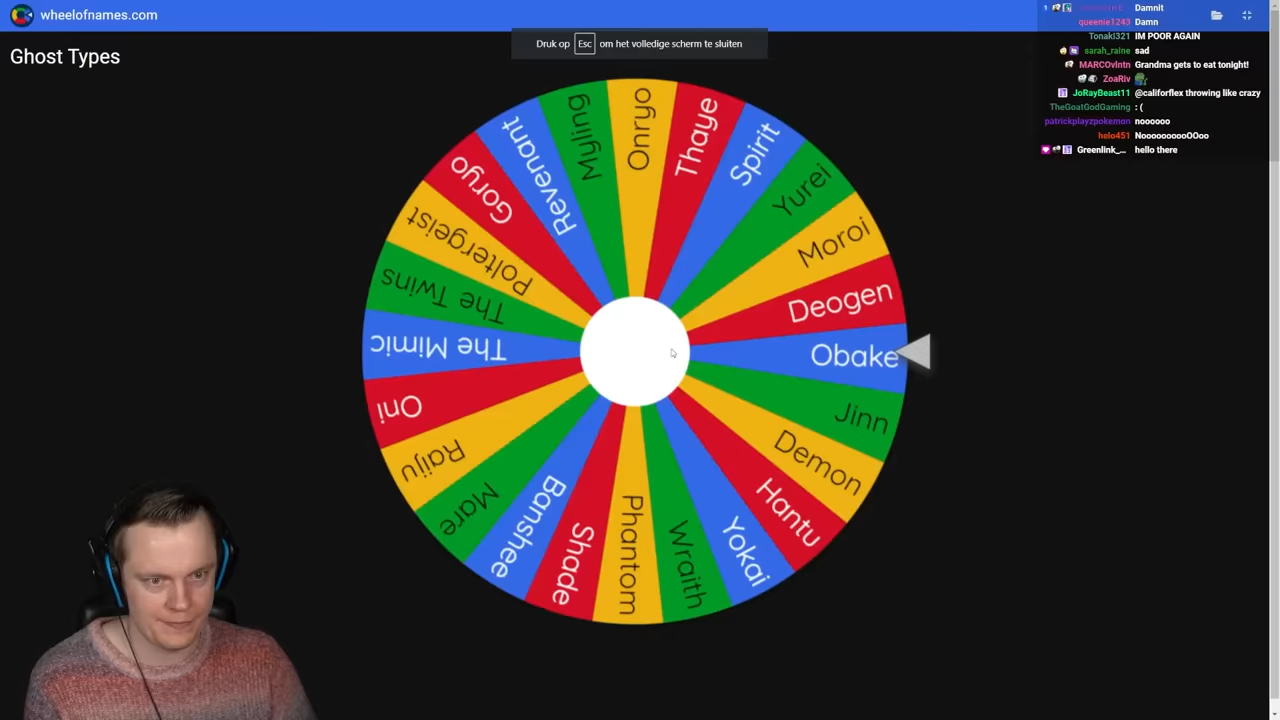 wheelofnames.com
Ghost Types
Druk op Esc om het volledige scherm te sluiten
Damnit
queenie1243 Damn
Tonaki321 IM POOR AGAIN
sarah_raine sad
MARCOvlntn Grandma gets to eat tonight!
ZoaRiv
JoRayBeast11 @califorflex throwing like crazy
TheGoatGodGaming : (
patrickplayzpokemon noooooo
helo451 NoooooooooOOoo
Greenlink_... hello there
Onryo
Thaye
Spirit
Yurei
Moroi
Deogen
Obake
Jinn
Demon
Hantu
Yokai
Wraith
Phantom
Shade
Banshee
Mare
Raiju
Oni
The Mimic
The Twins
Poltergeist
Goryo
Revenant
Myling